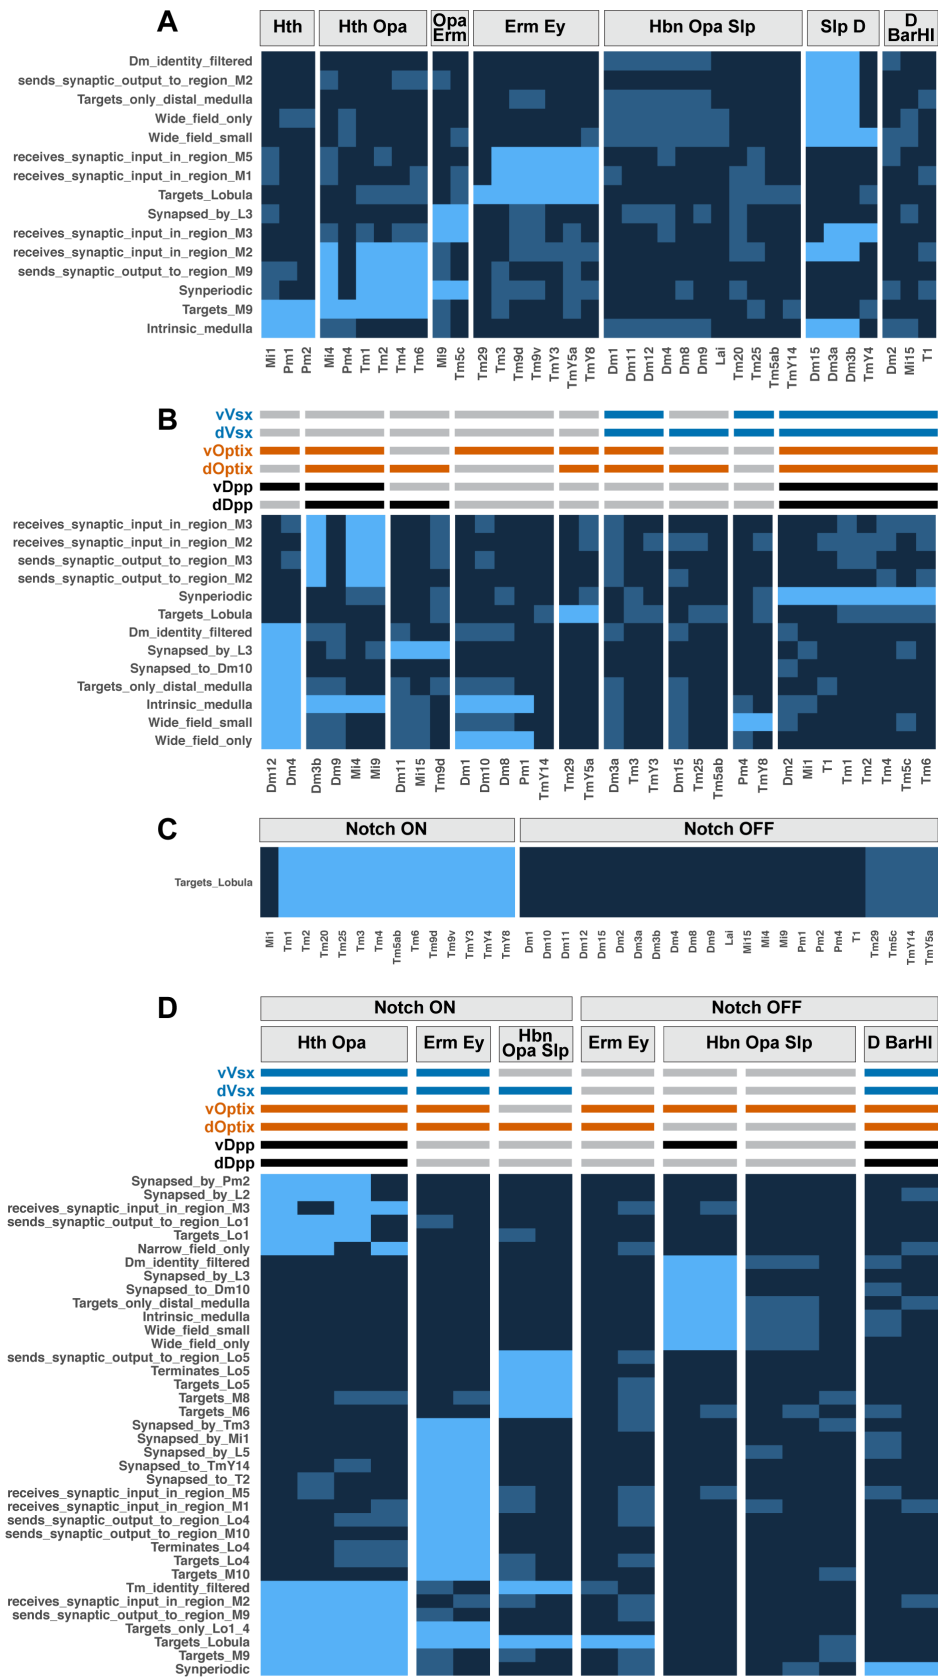 A
Hth
Hth Opa
Opa
Erm
Erm Ey
Hbn Opa Slp
Slp D
D
BarHI
Dm_identity_filtered
sends_synaptic_output_to_region_M2
Targets_only_distal_medulla
Wide_field_only
Wide_field_small
receives_synaptic_input_in_region_M5
receives_synaptic_input_in_region_M1
Targets_Lobula
Synapsed_by_L3
receives_synaptic_input_in_region_M3
receives_synaptic_input_in_region_M2
sends_synaptic_output_to_region_M9
Synperiodic
Targets_M9
Intrinsic_medulla
Mi1 Pm1 Pm2 Mi4 Pm4 Tm1 Tm2 Tm4 Tm6 Mi9 Tm5c Tm29 Tm3 Tm9d Tm9v TmY3 TmY5a TmY8 Dm1 Dm11 Dm12 Dm4 Dm8 Dm9 Lai Tm20 Tm25 Tm5ab TmY14 Dm15 Dm3a Dm3b TmY4 Dm2 Mi15 T1
B
vVsx
dVsx
vOptix
dOptix
vDpp
dDpp
receives_synaptic_input_in_region_M3
receives_synaptic_input_in_region_M2
sends_synaptic_output_to_region_M3
sends_synaptic_output_to_region_M2
Synperiodic
Targets_Lobula
Dm_identity_filtered
Synapsed_by_L3
Synapsed_to_Dm10
Targets_only_distal_medulla
Intrinsic_medulla
Wide_field_small
Wide_field_only
Dm12 Dm4 Dm3b Dm9 Mi4 Mi9 Dm11 Mi15 Tm9d Dm1 Dm10 Dm8 Pm1 TmY14 Tm29 TmY5a Dm3a Tm3 TmY3 Dm15 Tm25 Tm5ab Pm4 TmY8 Dm2 Mi1 T1 Tm1 Tm2 Tm4 Tm5c Tm6
C
Notch ON
Notch OFF
Targets_Lobula
Mi1 Tm1 Tm2 Tm20 Tm25 Tm3 Tm4 Tm5ab Tm6 Tm9d Tm9v TmY3 TmY4 TmY8 Dm1 Dm10 Dm11 Dm12 Dm15 Dm2 Dm3a Dm3b Dm4 Dm8 Dm9 Lai Mi15 Mi4 Mi9 Pm1 Pm2 Pm4 T1 Tm29 Tm5c TmY14 TmY5a
D
Notch ON
Notch OFF
Hth Opa
Erm Ey
Hbn
Opa Slp
Erm Ey
Hbn Opa Slp
D BarHI
vVsx
dVsx
vOptix
dOptix
vDpp
dDpp
Synapsed_by_Pm2
Synapsed_by_L2
receives_synaptic_input_in_region_M3
sends_synaptic_output_to_region_Lo1
Targets_Lo1
Narrow_field_only
Dm_identity_filtered
Synapsed_by_L3
Synapsed_to_Dm10
Targets_only_distal_medulla
Intrinsic_medulla
Wide_field_small
Wide_field_only
sends_synaptic_output_to_region_Lo5
Terminates_Lo5
Targets_Lo5
Targets_M8
Targets_M6
Synapsed_by_Tm3
Synapsed_by_Mi1
Synapsed_by_L5
Synapsed_to_TmY14
Synapsed_to_T2
receives_synaptic_input_in_region_M5
receives_synaptic_input_in_region_M1
sends_synaptic_output_to_region_Lo4
sends_synaptic_output_to_region_M10
Terminates_Lo4
Targets_Lo4
Targets_M10
Tm_identity_filtered
receives_synaptic_input_in_region_M2
sends_synaptic_output_to_region_M9
Targets_only_Lo1_4
Targets_Lobula
Targets_M9
Synperiodic